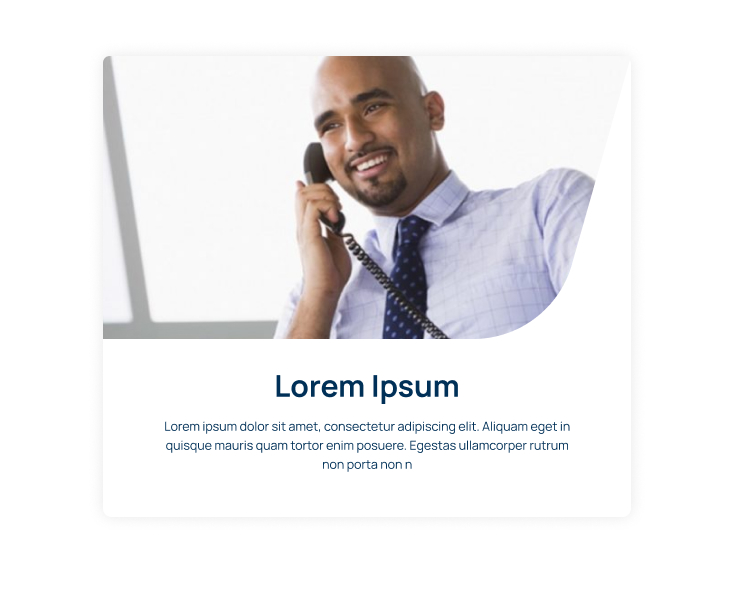 Lorem Ipsum
Lorem ipsum dolor sit amet, consectetur adipiscing elit. Aliquam eget in
quisque mauris quam tortor enim posuere. Egestas ullamcorper rutrum
non porta non n